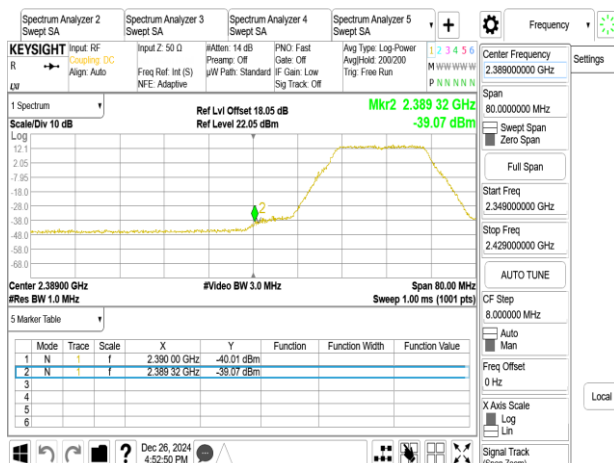 Spectrum Analyzer 2
Swept SA
Spectrum Analyzer 3
Swept SA
Spectrum Analyzer 4
Swept SA
Spectrum Analyzer 5
Swept SA
+
Frequency
KEYSIGHT
R
LXI
Input: RF
Coupling: DC
Align: Auto
Input Z: 50 Ω
Freq Ref: Int (S)
NFE: Adaptive
#Atten: 14 dB
Preamp: Off
µW Path: Standard
PNO: Fast
Gate: Off
IF Gain: Low
Sig Track: Off
Avg Type: Log-Power
Avg|Hold: 200/200
Trig: Free Run
1 2 3 4 5 6
M W W W W W W
P N N N N N
1 Spectrum
Scale/Div 10 dB
Log
Ref Lvl Offset 18.05 dB
Ref Level 22.05 dBm
Mkr2 2.389 32 GHz
-39.07 dBm
12.1
2.05
-7.95
-18.0
-28.0
-38.0
-48.0
-58.0
-68.0
2
Center 2.38900 GHz
#Res BW 1.0 MHz
#Video BW 3.0 MHz
Span 80.00 MHz
Sweep 1.00 ms (1001 pts)
5 Marker Table
Mode Trace Scale X Y Function Function Width Function Value
1 N 1 f 2.390 00 GHz -40.01 dBm
2 N 1 f 2.389 32 GHz -39.07 dBm
3
4
5
6
Dec 26, 2024
4:52:50 PM
?
Center Frequency
2.389000000 GHz
Settings
Span
80.0000000 MHz
Swept Span
Zero Span
Full Span
Start Freq
2.349000000 GHz
Stop Freq
2.429000000 GHz
AUTO TUNE
CF Step
8.000000 MHz
Auto
Man
Freq Offset
0 Hz
X Axis Scale
Log
Lin
Signal Track
(Span Zoom)
Local